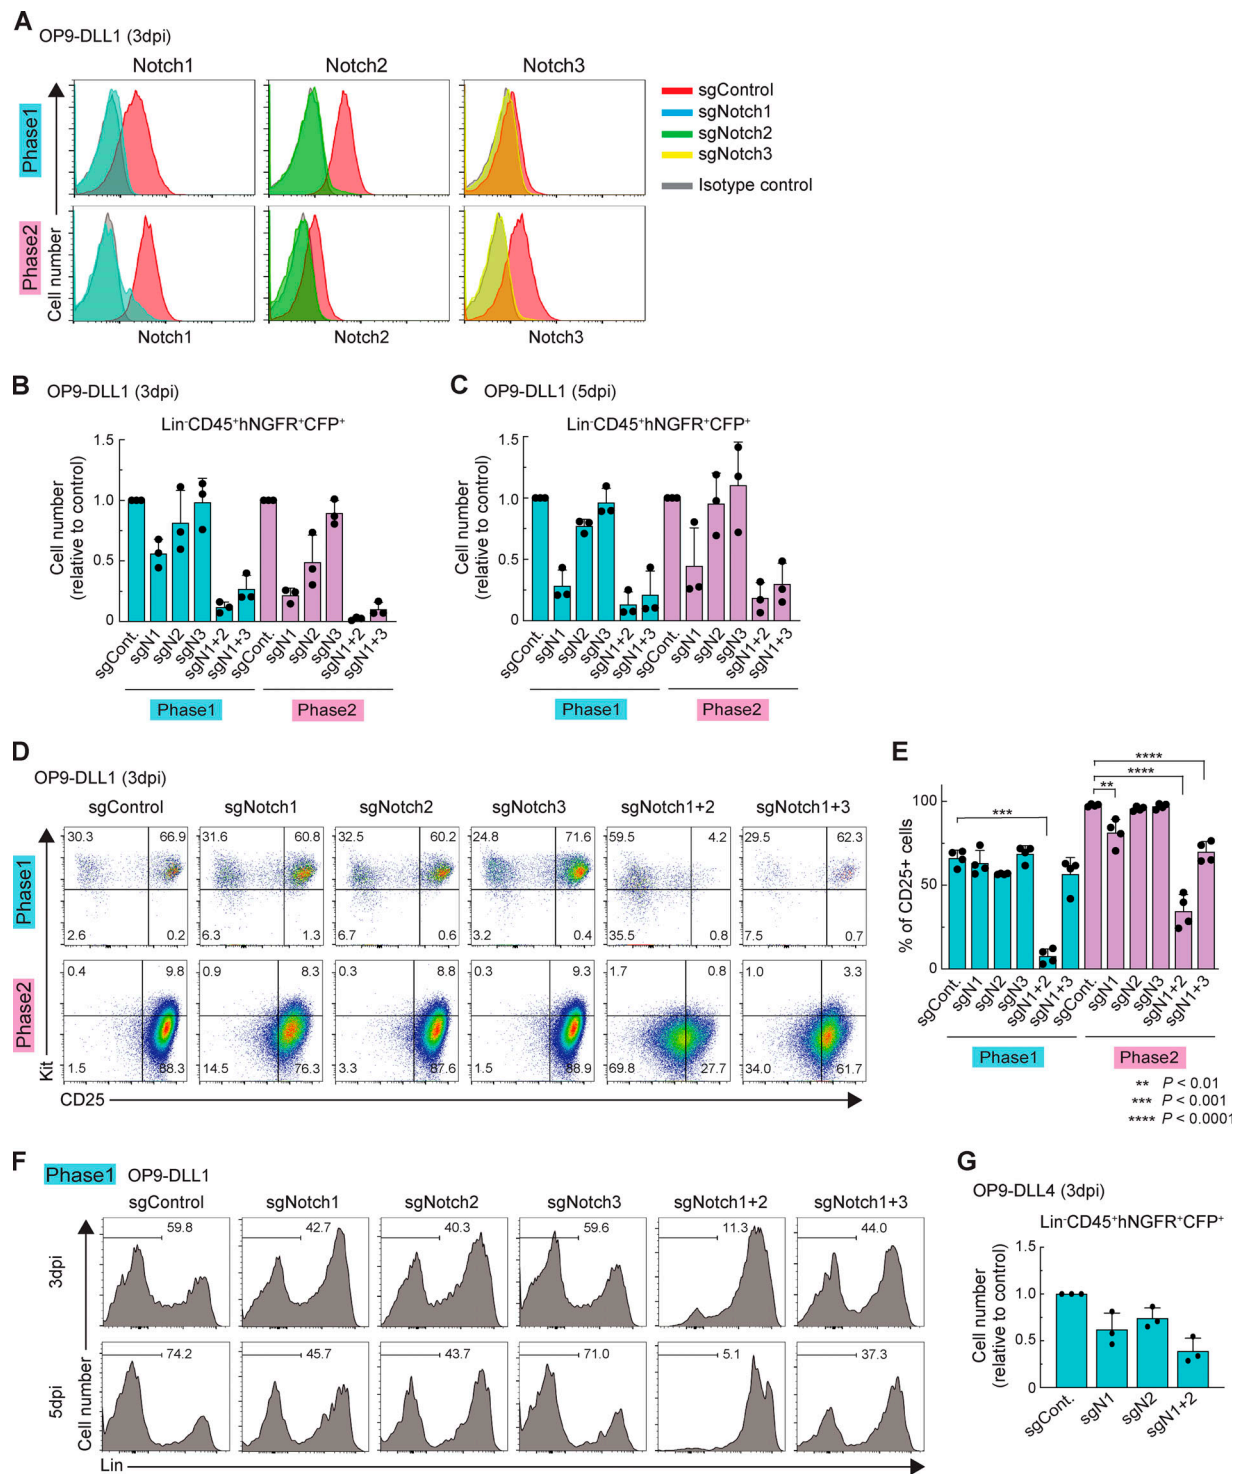 A
OP9-DLL1 (3dpi)
Notch1 Notch2 Notch3
Phase1
Phase2
Cell number
Notch1 Notch2 Notch3
sgControl
sgNotch1
sgNotch2
sgNotch3
Isotype control
B
OP9-DLL1 (3dpi)
Lin-CD45+hNGFR+CFP+
Cell number
(relative to control)
1.5
1.0
0.5
0
sgCont. sgN1 sgN2 sgN3 sgN1+2 sgN1+3 sgCont. sgN1 sgN2 sgN3 sgN1+2 sgN1+3
Phase1 Phase2
C
OP9-DLL1 (5dpi)
Lin-CD45+hNGFR+CFP+
Cell number
(relative to control)
1.5
1.0
0.5
0
sgCont. sgN1 sgN2 sgN3 sgN1+2 sgN1+3 sgCont. sgN1 sgN2 sgN3 sgN1+2 sgN1+3
Phase1 Phase2
D
OP9-DLL1 (3dpi)
sgControl sgNotch1 sgNotch2 sgNotch3 sgNotch1+2 sgNotch1+3
Phase1
30.3 66.9 31.6 60.8 32.5 60.2 24.8 71.6 59.5 4.2 29.5 62.3
2.6 0.2 6.3 1.3 6.7 0.6 3.2 0.4 35.5 0.8 7.5 0.7
Phase2
0.4 9.8 0.9 8.3 0.3 8.8 0.3 9.3 1.7 0.8 1.0 3.3
1.5 88.3 14.5 76.3 3.3 87.6 1.5 88.9 69.8 27.7 34.0 61.7
Kit
CD25
E
% of CD25+ cells
100
50
0
***
**
****
****
sgCont. sgN1 sgN2 sgN3 sgN1+2 sgN1+3 sgCont. sgN1 sgN2 sgN3 sgN1+2 sgN1+3
Phase1 Phase2
** P < 0.01
*** P < 0.001
**** P < 0.0001
F
Phase1 OP9-DLL1
sgControl sgNotch1 sgNotch2 sgNotch3 sgNotch1+2 sgNotch1+3
3dpi
59.8 42.7 40.3 59.6 11.3 44.0
5dpi
74.2 45.7 43.7 71.0 5.1 37.3
Cell number
Lin
G
OP9-DLL4 (3dpi)
Lin-CD45+hNGFR+CFP+
Cell number
(relative to control)
1.5
1.0
0.5
0
sgCont. sgN1 sgN2 sgN1+2